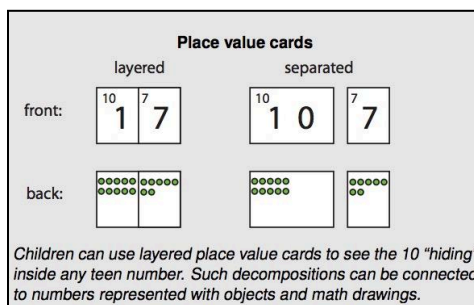 Place value cards
layered separated
front:
10 1 7 7
10 1 0 7 7
back:
Children can use layered place value cards to see the 10 "hiding"
inside any teen number. Such decompositions can be connected
to numbers represented with objects and math drawings.